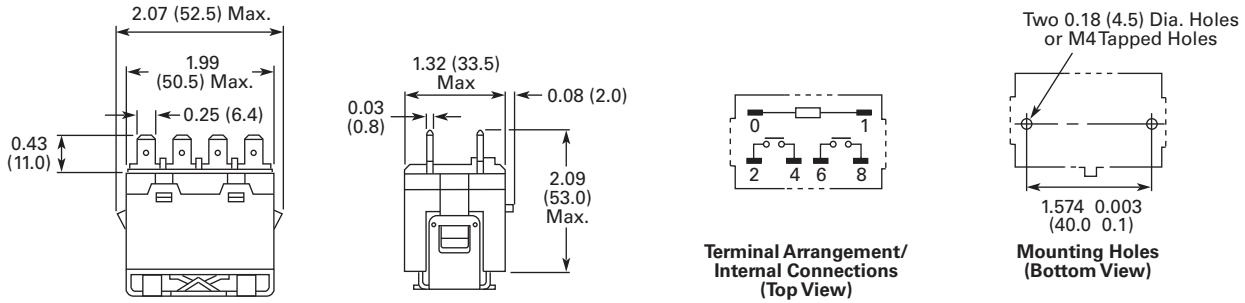 2.07 (52.5) Max.
1.99
(50.5) Max.
0.25 (6.4)
0.43
(11.0)
1.32 (33.5)
Max
0.08 (2.0)
0.03
(0.8)
2.09
(53.0)
Max.
0 1
2 4 6 8
Terminal Arrangement/
Internal Connections
(Top View)
Two 0.18 (4.5) Dia. Holes
or M4 Tapped Holes
1.574 0.003
(40.0 0.1)
Mounting Holes
(Bottom View)